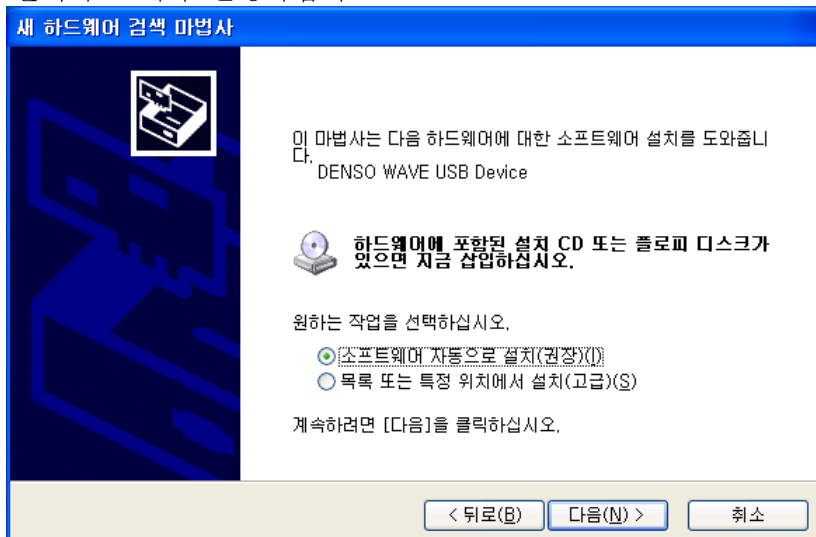 새 하드웨어 검색 마법사
이 마법사는 다음 하드웨어에 대한 소프트웨어 설치를 도와줍니
다.
DENSO WAVE USB Device
하드웨어에 포함된 설치 CD 또는 플로피 디스크가
있으면 지금 삽입하십시오.
원하는 작업을 선택하십시오.
소프트웨어 자동으로 설치(권장)(I)
목록 또는 특정 위치에서 설치(고급)(S)
계속하려면 [다음]을 클릭하십시오.
< 뒤로(B) 다음(N) > 취소